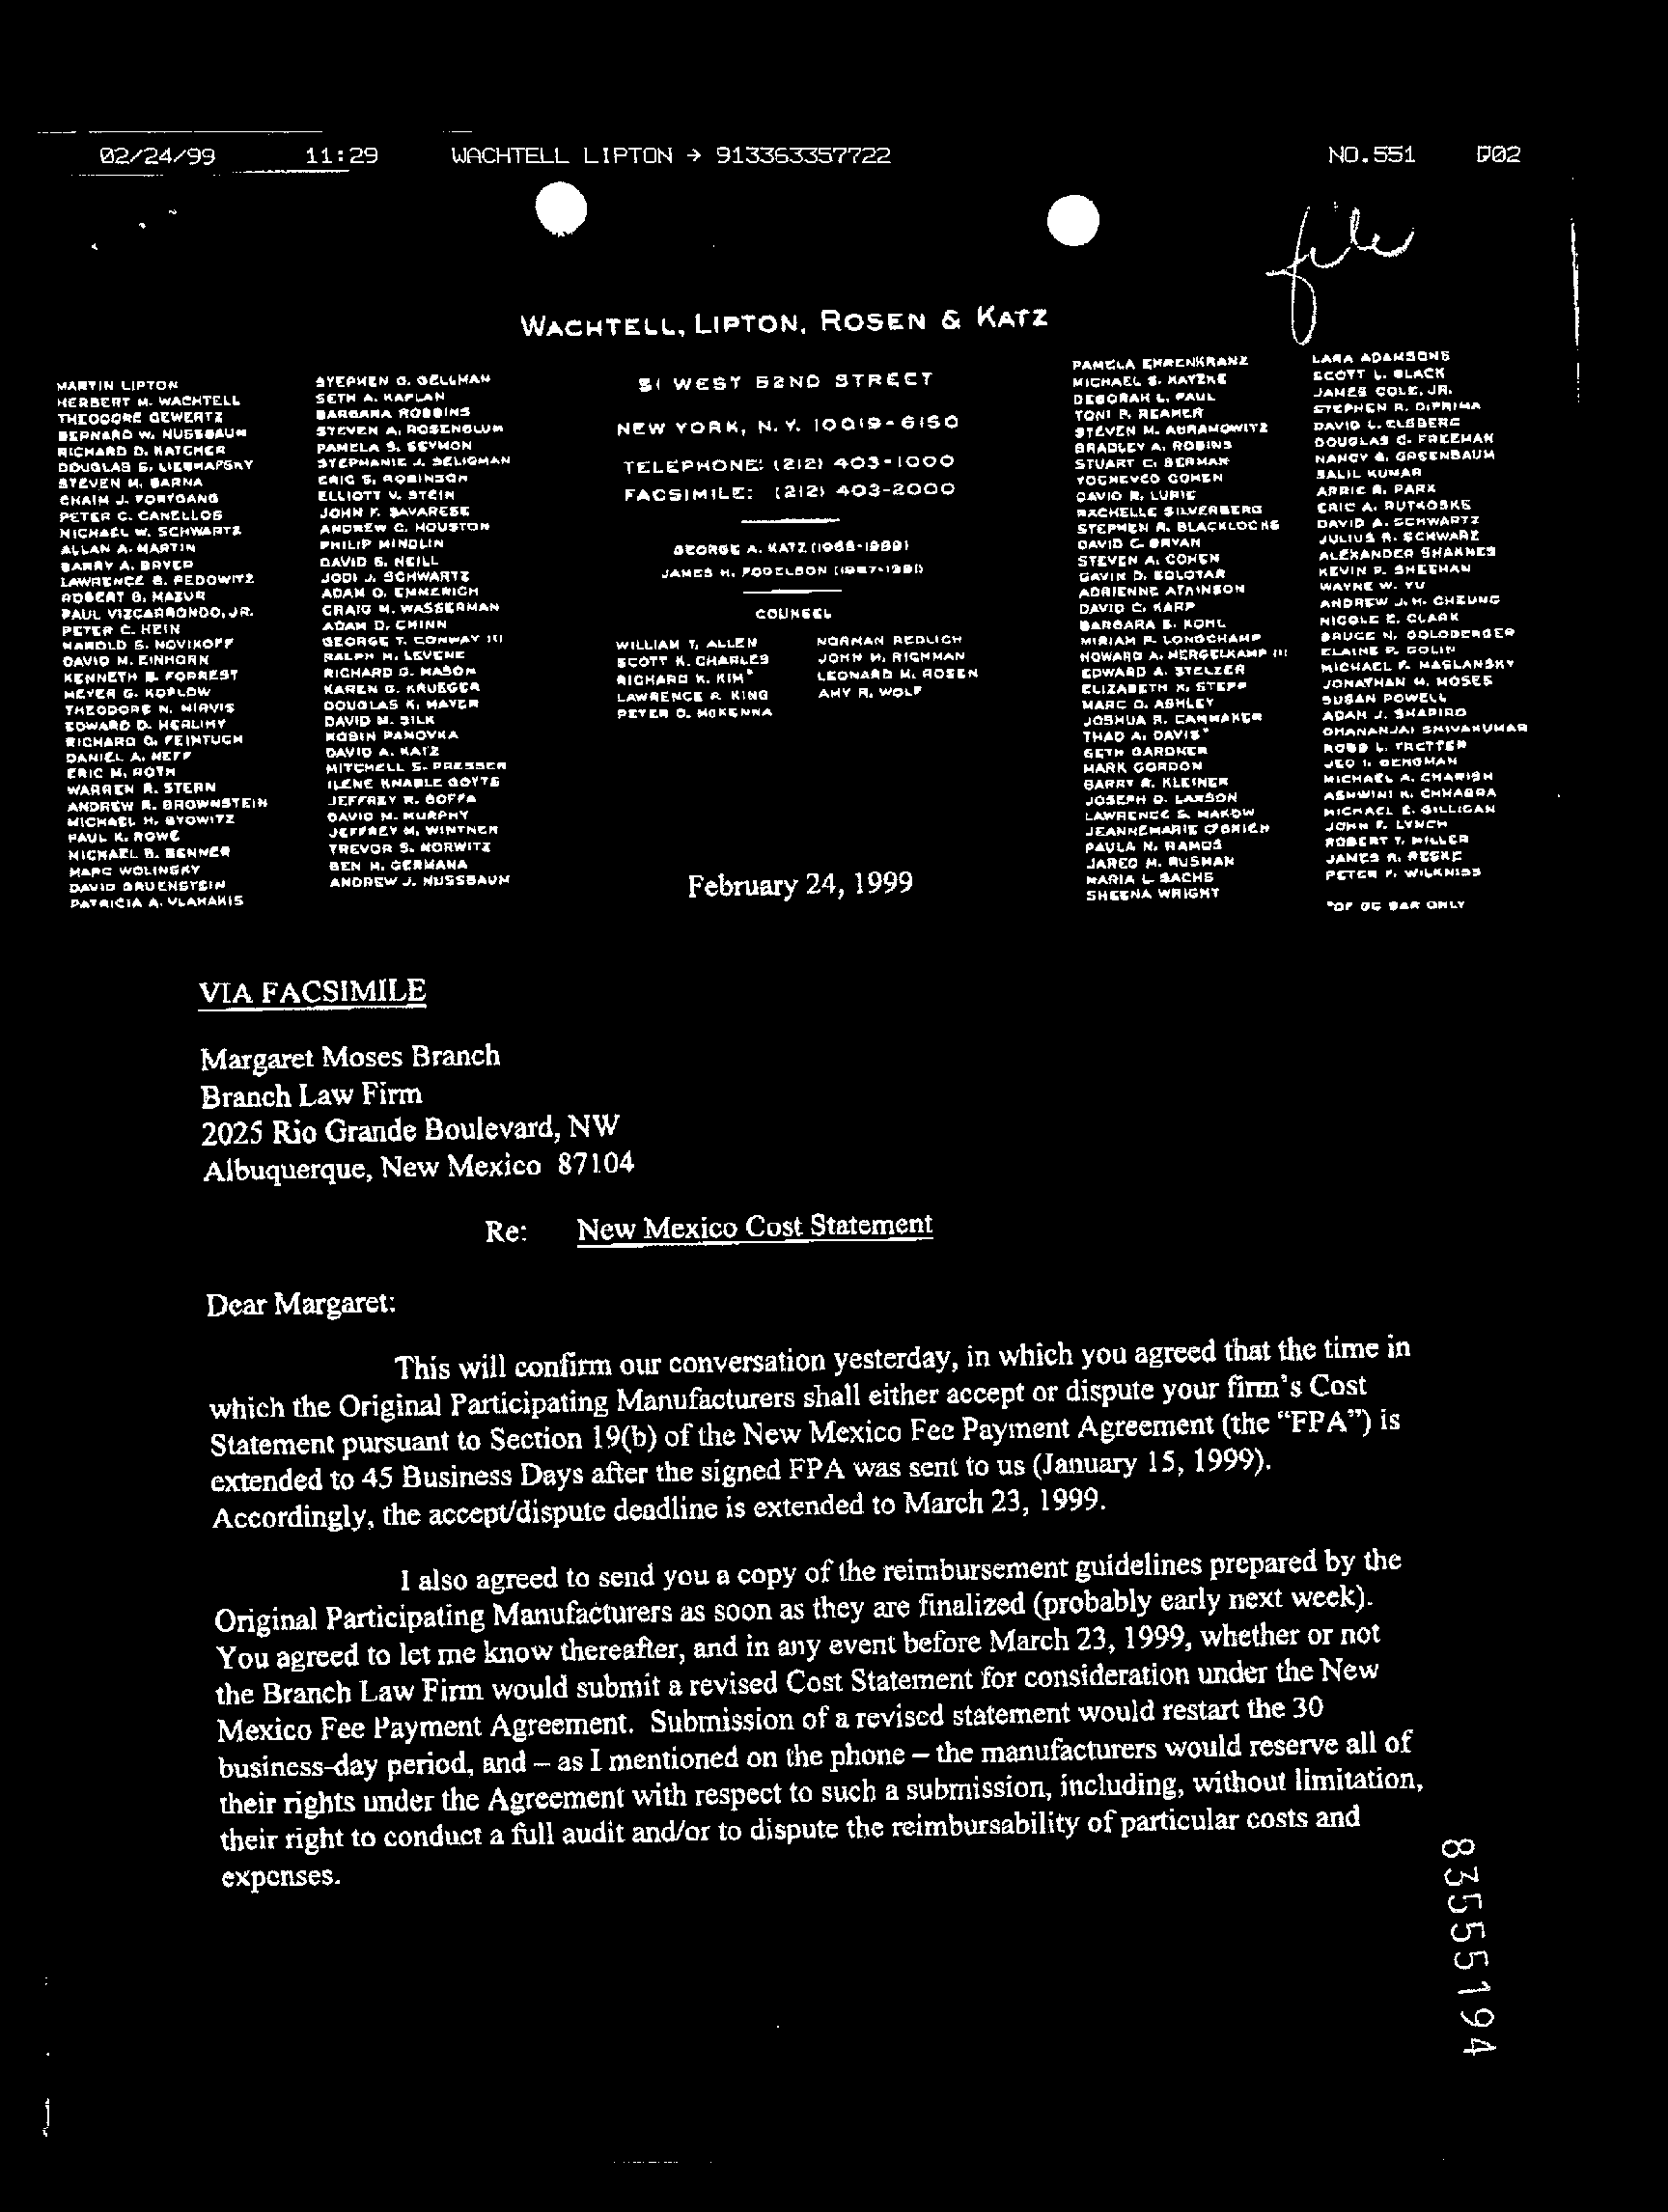 02/24/99 11:29 WACHTELL LIPTON → 913363357722 NO.551 P02
file
WACHTELL, LIPTON, ROSEN & KATZ
MARTIN LIPTON
HERBERT M. WACHTELL
THEODORE GEWERTZ
BERNARD W. NUSSBAUM
RICHARD D. KATCHER
DOUGLAS S. LIEBHAFSKY
STEVEN M. BARNA
CHAIM J. FORTGANG
PETER C. CANELLOS
MICHAEL W. SCHWARTZ
ALLAN A. MARTIN
BARRY A. BRYER
LAWRENCE B. PEDOWITZ
ROBERT B. MAZUR
PAUL VIZCARRONDO, JR.
PETER C. HEIN
HAROLD S. NOVIKOFF
DAVID M. EINHORN
KENNETH B. FORREST
MEYER G. KOPLOW
THEODORE N. MIRVIS
EDWARD D. HERLIHY
RICHARD G. FEINTUCH
DANIEL A. NEFF
ERIC M. ROTH
WARREN R. STERN
ANDREW R. BROWNSTEIN
MICHAEL H. BYOWITZ
PAUL K. ROWE
MICHAEL B. BENNER
MARC WOLINSKY
DAVID GRUENSTEIN
PATRICIA A. VLAHAKIS
STEPHEN G. GELLMAN
SETH A. KAPLAN
BARBARA ROBBINS
STEVEN A. ROSENBLUM
PAMELA S. SEYMON
STEPHANIE J. SELIGMAN
ERIC S. ROBINSON
ELLIOTT V. STEIN
JOHN F. SAVARESE
ANDREW C. HOUSTON
PHILIP MINDLIN
DAVID S. NEILL
JODI J. SCHWARTZ
ADAM O. EMMERICH
CRAIG M. WASSERMAN
ADAM D. CHINN
GEORGE T. CONWAY III
RALPH M. LEVENE
RICHARD G. MASON
KAREN G. KRUEGER
DOUGLAS K. MAYER
DAVID M. SILK
ROBIN PANOVKA
DAVID A. KATZ
MITCHELL S. PRESSER
ILENE KNABLE GOTTS
JEFFREY R. BOFFA
DAVID M. MURPHY
JEFFREY M. WINTNER
TREVOR S. NORWITZ
BEN M. GERMANA
ANDREW J. NUSSBAUM
51 WEST 52ND STREET
NEW YORK, N.Y. 10019-6150
TELEPHONE: (212) 403-1000
FACSIMILE: (212) 403-2000
GEORGE A. KATZ (1965-1989)
JAMES H. FOGELSON (1967-1991)
COUNSEL
WILLIAM T. ALLEN
SCOTT K. CHARLES
RICHARD K. KIM*
LAWRENCE R. KING
PETER D. McKENNA
NORMAN REDLICH
JOHN M. RICHMAN
LEONARD M. ROSEN
AMY R. WOLF
PAMELA EHRENKRANZ
MICHAEL S. KATZKE
DEBORAH L. PAUL
TONI P. REAMER
STEVEN M. ABRAMOWITZ
BRADLEY A. ROBINS
STUART C. BERMAN
YOCHEVED COHEN
DAVID R. LURIE
RACHELLE SILVERBERG
STEPHEN R. BLACKLOCKS
DAVID C. BRYAN
STEVEN A. COHEN
GAVIN D. SOLOTAR
ADRIENNE ATKINSON
DAVID C. KARP
BARBARA E. KOHL
MIRIAM P. LONGCHAMP
HOWARD A. MERGELKAMP III
EDWARD A. STELZER
ELIZABETH K. STEPP
MARC O. ASHLEY
JOSHUA R. CAMMAKER
THAD A. DAVIS*
SETH GARDNER
MARK GORDON
BARRY R. KLEINER
JOSEPH D. LARSON
LAWRENCE S. MAKOW
JEANNEMARIE O'BRIEN
PAULA N. RAMOS
JARED M. RUSMAN
MARIA L. SACHS
SHEENA WRIGHT
LARA ADAMSONS
SCOTT L. BLACK
JAMES COLE, JR.
STEPHEN R. DiPRIMA
DAVID L. ELSBERG
DOUGLAS C. FREEMAN
NANCY B. GREENBAUM
SALIL KUMAR
ARRIE R. PARK
ERIC A. RUTKOSKE
DAVID A. SCHWARTZ
JULIUS R. SCHWARZ
ALEXANDER SHAKNES
KEVIN P. SHEEHAN
WAYNE W. YU
ANDREW J.H. CHEUNG
NICOLE E. CLARK
BRUCE N. GOLDBERGER
ELAINE P. GOLIN
MICHAEL F. MASLANSKY
JONATHAN M. MOSES
SUSAN POWELL
ADAM J. SHAPIRO
DHANANJAI SHIVAKUMAR
ROBB L. TRETTER
JED I. BERGMAN
MICHAEL A. CHARISH
ASHWINI K. CHHABRA
MICHAEL E. GILLIGAN
JOHN F. LYNCH
ROBERT T. MILLER
JAMES R. RESKE
PETER F. WILKNISS
*OF DC BAR ONLY
February 24, 1999
VIA FACSIMILE
Margaret Moses Branch
Branch Law Firm
2025 Rio Grande Boulevard, NW
Albuquerque, New Mexico 87104
Re: New Mexico Cost Statement
Dear Margaret:
This will confirm our conversation yesterday, in which you agreed that the time in
which the Original Participating Manufacturers shall either accept or dispute your firm's Cost
Statement pursuant to Section 19(b) of the New Mexico Fee Payment Agreement (the “FPA”) is
extended to 45 Business Days after the signed FPA was sent to us (January 15, 1999).
Accordingly, the accept/dispute deadline is extended to March 23, 1999.
I also agreed to send you a copy of the reimbursement guidelines prepared by the
Original Participating Manufacturers as soon as they are finalized (probably early next week).
You agreed to let me know thereafter, and in any event before March 23, 1999, whether or not
the Branch Law Firm would submit a revised Cost Statement for consideration under the New
Mexico Fee Payment Agreement. Submission of a revised statement would restart the 30
business-day period, and – as I mentioned on the phone – the manufacturers would reserve all of
their rights under the Agreement with respect to such a submission, including, without limitation,
their right to conduct a full audit and/or to dispute the reimbursability of particular costs and
expenses.
83555194